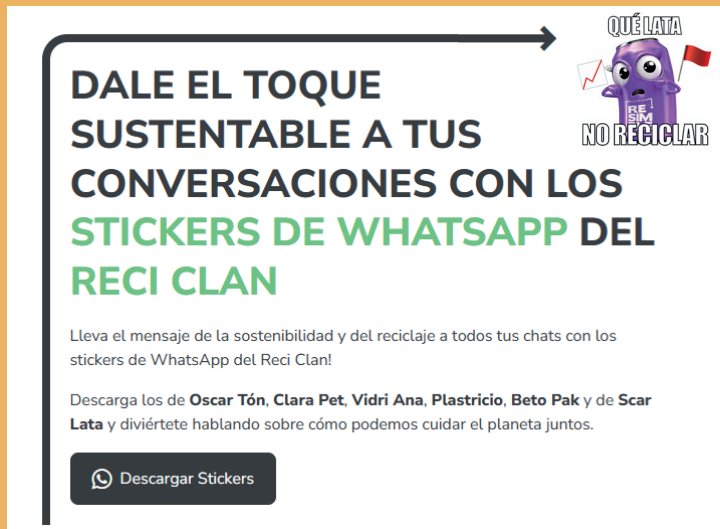 QUÉ LATA
RE
SIM
NO RECICLAR
DALE EL TOQUE
SUSTENTABLE A TUS
CONVERSACIONES CON LOS
STICKERS DE WHATSAPP DEL
RECI CLAN
Lleva el mensaje de la sostenibilidad y del reciclaje a todos tus chats con los
stickers de WhatsApp del Reci Clan!
Descarga los de Oscar Tón, Clara Pet, Vidri Ana, Plastricio, Beto Pak y de Scar
Lata y diviértete hablando sobre cómo podemos cuidar el planeta juntos.
Descargar Stickers